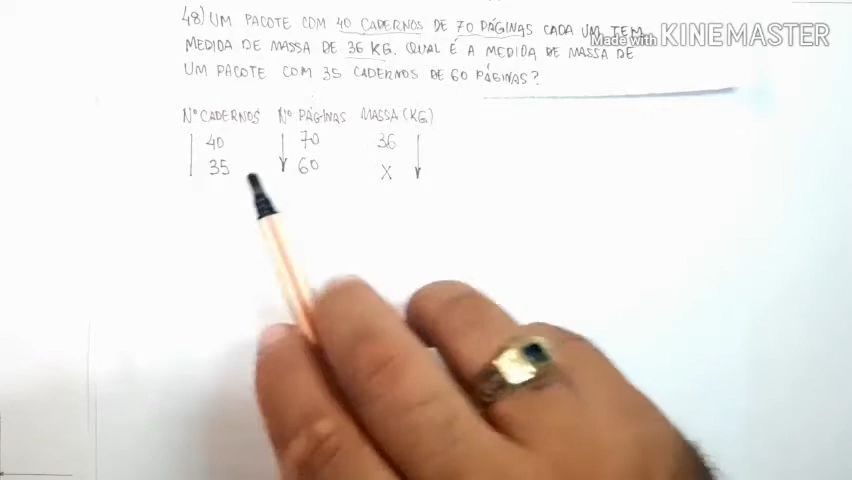 48) UM PACOTE COM 40 CADERNOS DE 70 PÁGINAS CADA UM TEM
MEDIDA DE MASSA DE 36 KG. QUAL É A MEDIDA DE MASSA DE
UM PACOTE COM 35 CADERNOS DE 60 PÁGINAS?
Made with KINEMASTER
Nº CADERNOS Nº PÁGINAS MASSA (KG)
40 70 36
35 60 X